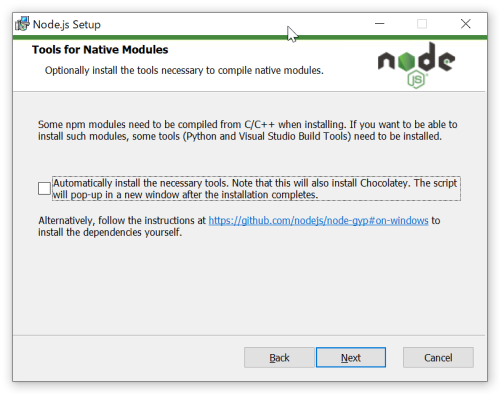 Node.js Setup
Tools for Native Modules
Optionally install the tools necessary to compile native modules.
node
JS
Some npm modules need to be compiled from C/C++ when installing. If you want to be able to
install such modules, some tools (Python and Visual Studio Build Tools) need to be installed.
Automatically install the necessary tools. Note that this will also install Chocolatey. The script
will pop-up in a new window after the installation completes.
Alternatively, follow the instructions at https://github.com/nodejs/node-gyp#on-windows to
install the dependencies yourself.
Back
Next
Cancel